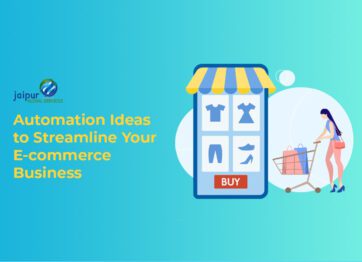 jaipur
Automation Ideas
to Streamline Your
E-commerce
Business
BUY